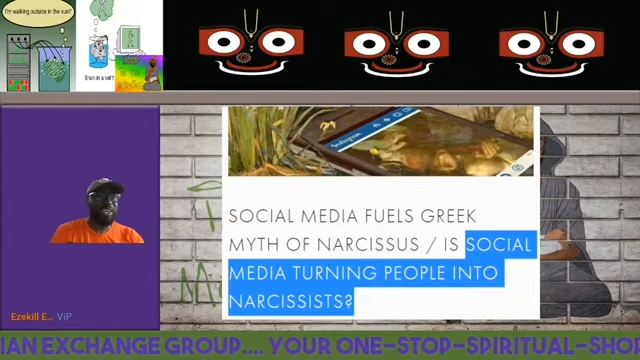 I'm walking outside in the sun!!
Brain in a vat?
Instagram
SOCIAL MEDIA FUELS GREEK
MYTH OF NARCISSUS / IS SOCIAL
MEDIA TURNING PEOPLE INTO
NARCISSISTS?
Ezekill E... ViP
IAN EXCHANGE GROUP.... YOUR ONE-STOP-SPIRITUAL-SHO